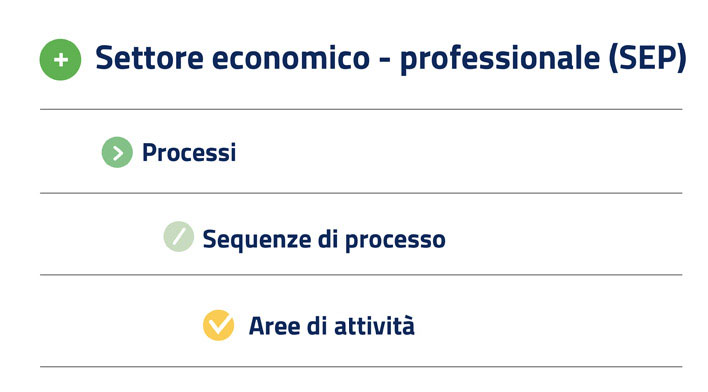 Settore economico - professionale (SEP)
Processi
Sequenze di processo
Aree di attività